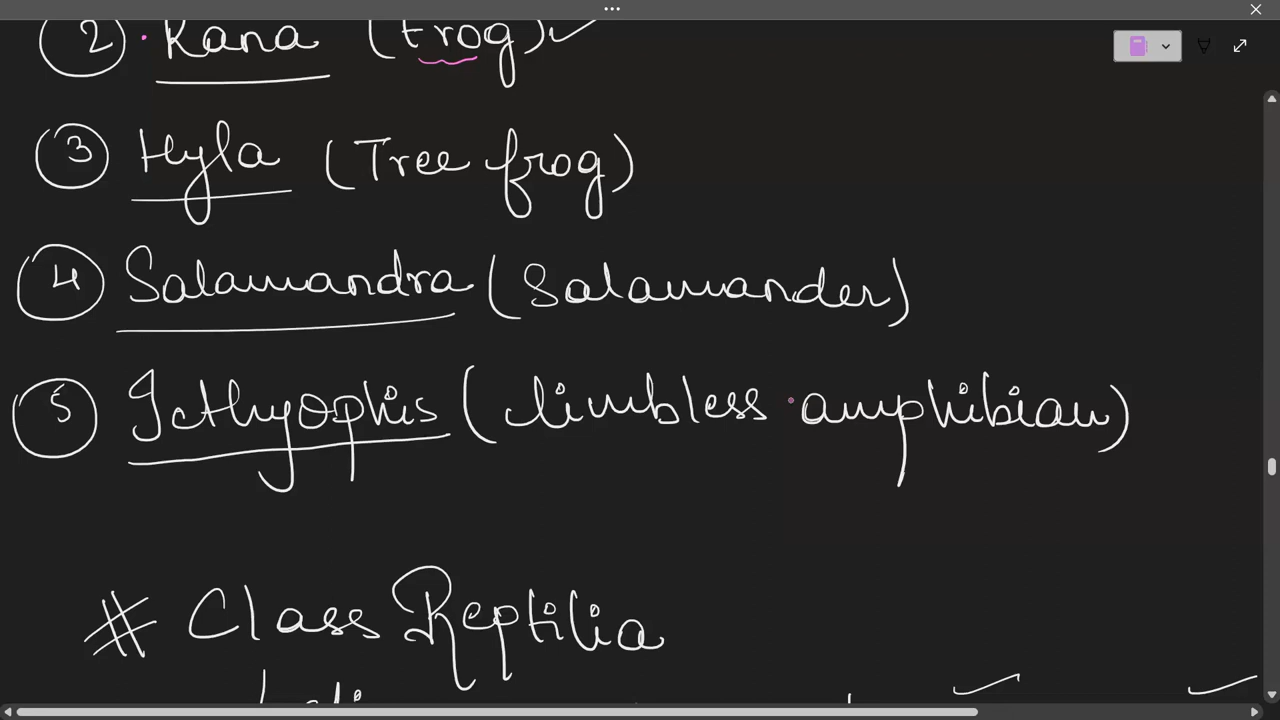 2 Rana (Frog)
3 Hyla (Tree frog)
4 Salamandra (Salamander)
5 Icthyophis (limbless amphibian)
# Class Reptilia